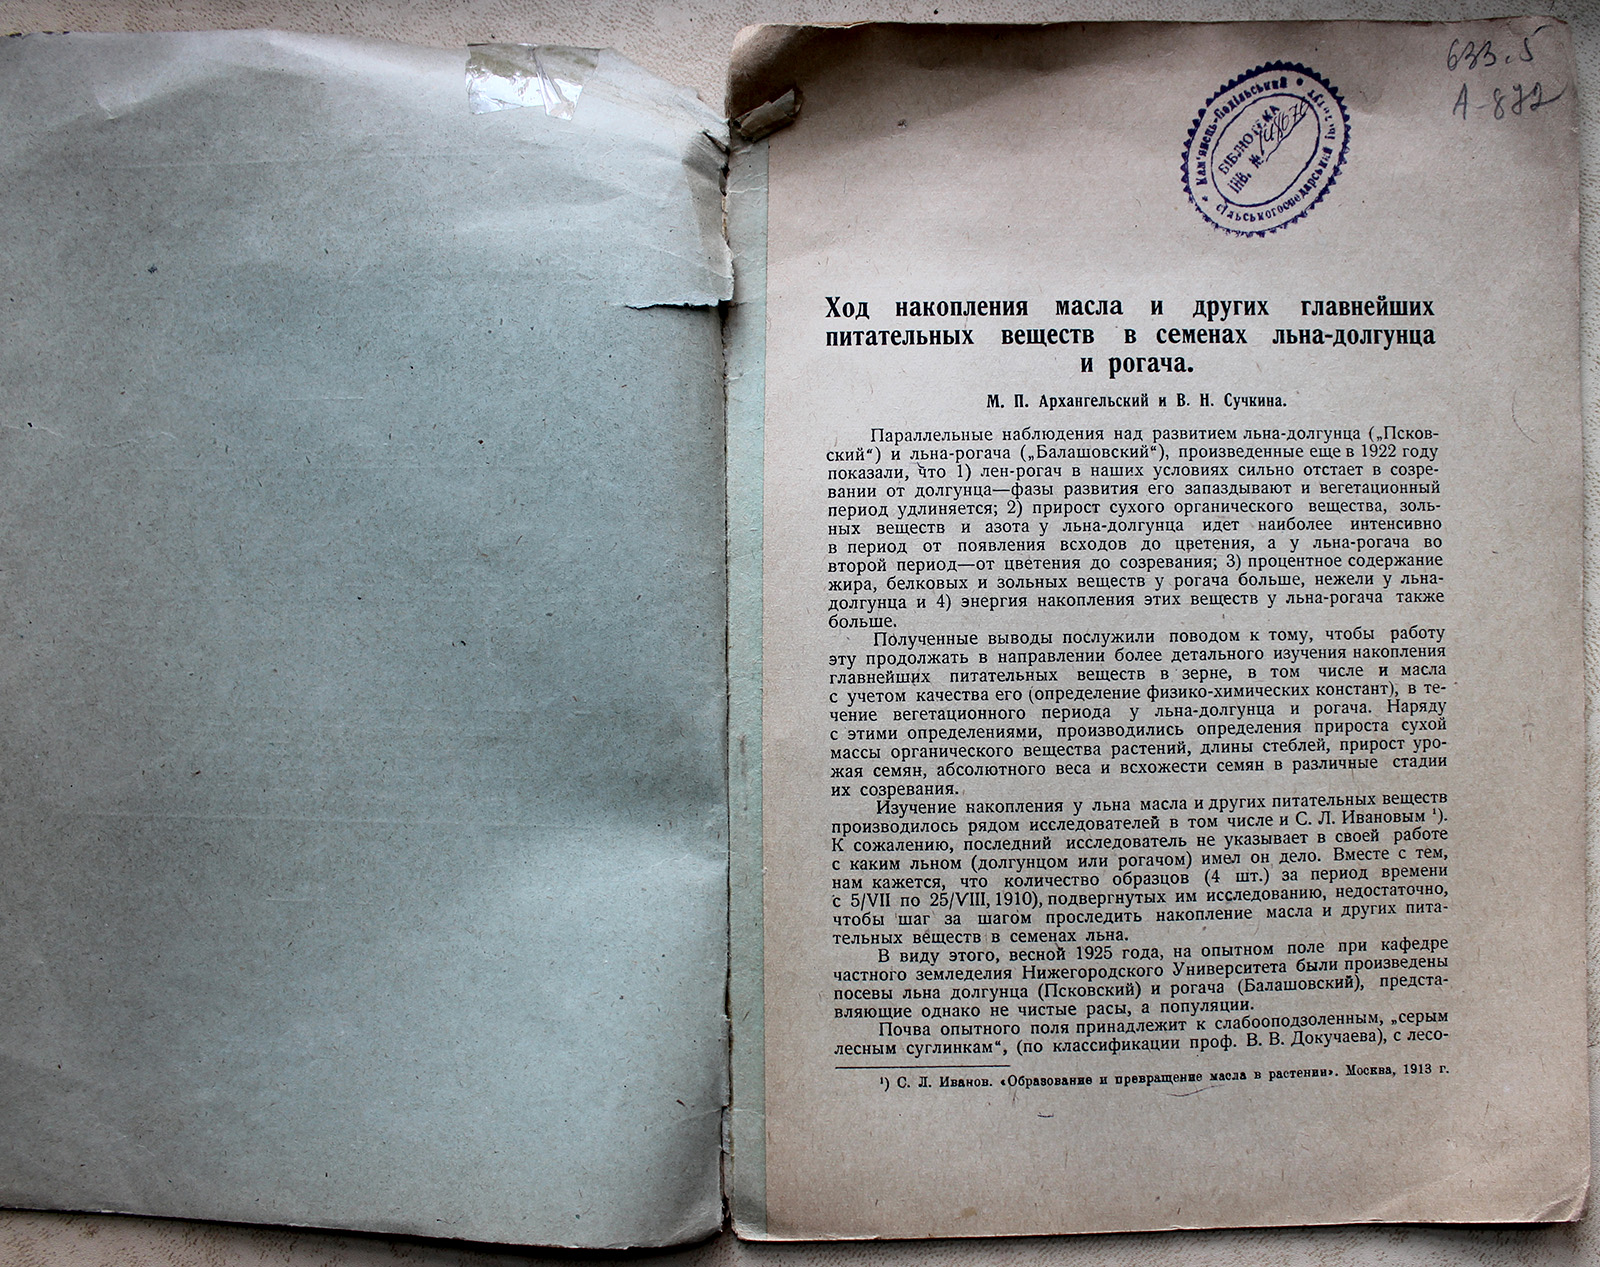 633.5
А-872
Кам'янець-Подільський
сільськогосподарський інститут
БІБЛІОТЕКА
ІНВ. №
Ход накопления масла и других главнейших
питательных веществ в семенах льна-долгунца
и рогача.
М. П. Архангельский и В. Н. Сучкина.
Параллельные наблюдения над развитием льна-долгунца („Псков-
ский“) и льна-рогача („Балашовский“), произведенные еще в 1922 году
показали, что 1) лен-рогач в наших условиях сильно отстает в созре-
вании от долгунца—фазы развития его запаздывают и вегетационный
период удлиняется; 2) прирост сухого органического вещества, золь-
ных веществ и азота у льна-долгунца идет наиболее интенсивно
в период от появления всходов до цветения, а у льна-рогача во
второй период—от цветения до созревания; 3) процентное содержание
жира, белковых и зольных веществ у рогача больше, нежели у льна-
долгунца и 4) энергия накопления этих веществ у льна-рогача также
больше.
Полученные выводы послужили поводом к тому, чтобы работу
эту продолжать в направлении более детального изучения накопления
главнейших питательных веществ в зерне, в том числе и масла
с учетом качества его (определение физико-химических констант), в те-
чение вегетационного периода у льна-долгунца и рогача. Наряду
с этими определениями, производились определения прироста сухой
массы органического вещества растений, длины стеблей, прирост уро-
жая семян, абсолютного веса и всхожести семян в различные стадии
их созревания.
Изучение накопления у льна масла и других питательных веществ
производилось рядом исследователей в том числе и С. Л. Ивановым ¹).
К сожалению, последний исследователь не указывает в своей работе
с каким льном (долгунцом или рогачом) имел он дело. Вместе с тем,
нам кажется, что количество образцов (4 шт.) за период времени
с 5/VII по 25/VIII, 1910), подвергнутых им исследованию, недостаточно,
чтобы шаг за шагом проследить накопление масла и других пита-
тельных веществ в семенах льна.
В виду этого, весной 1925 года, на опытном поле при кафедре
частного земледелия Нижегородского Университета были произведены
посевы льна долгунца (Псковский) и рогача (Балашовский), предста-
вляющие однако не чистые расы, а популяции.
Почва опытного поля принадлежит к слабооподзоленным, „серым
лесным суглинкам“, (по классификации проф. В. В. Докучаева), с лесо-
¹) С. Л. Иванов. «Образование и превращение масла в растении». Москва, 1913 г.